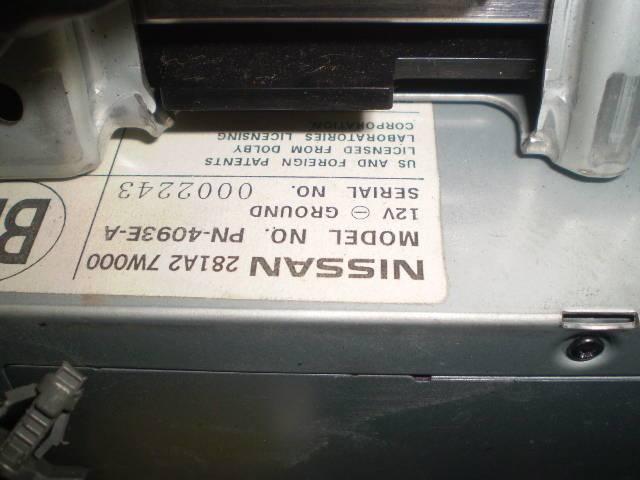 NISSAN 281A2 7W000
MODEL NO. PN-4093E-A
12V ⊖ GROUND
SERIAL NO. 0002243
US AND FOREIGN PATENTS
LICENSED FROM DOLBY
LABORATORIES LICENSING
CORPORATION